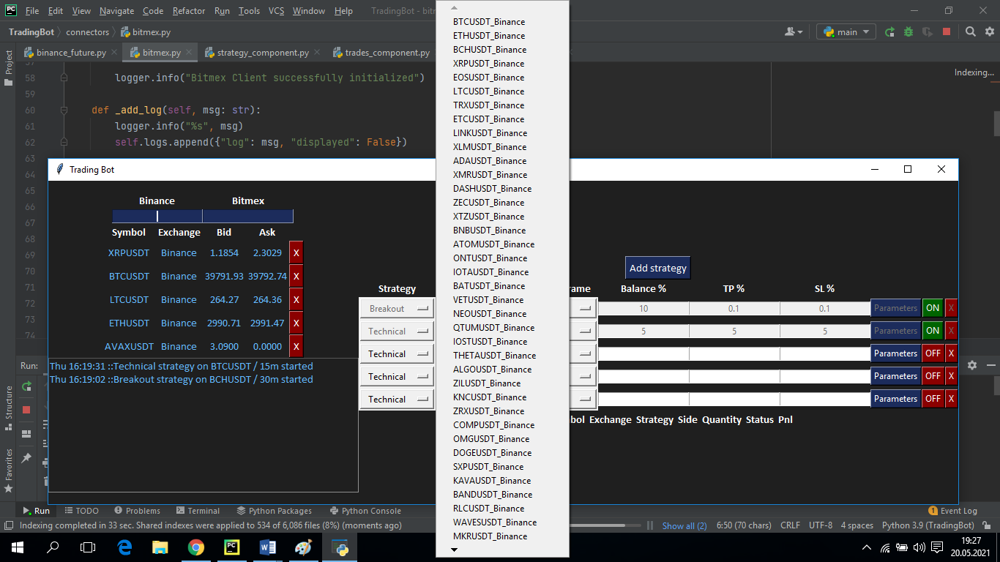 File Edit View Navigate Code Refactor Run Tools VCS Window Help TradingBot - bitm
TradingBot connectors bitmex.py main
binance_future.py bitmex.py strategy_component.py trades_component.py
Project
Indexing...
58 logger.info("Bitmex Client successfully initialized")
59
60 def _add_log(self, msg: str):
61 logger.info("%s", msg)
62 self.logs.append({"log": msg, "displayed": False})
63
64
65
66
67
68
69
70
71
72
73
74
Trading Bot
Binance Bitmex
Symbol Exchange Bid Ask
XRPUSDT Binance 1.1854 2.3029 X
BTCUSDT Binance 39791.93 39792.74 X
LTCUSDT Binance 264.27 264.36 X
ETHUSDT Binance 2990.71 2991.47 X
AVAXUSDT Binance 3.0900 0.0000 X
Thu 16:19:31 ::Technical strategy on BTCUSDT / 15m started
Thu 16:19:02 ::Breakout strategy on BCHUSDT / 30m started
Add strategy
Strategy rame Balance % TP % SL %
Breakout 10 0.1 0.1 Parameters ON X
Technical 5 5 5 Parameters ON X
Technical Parameters OFF X
Technical Parameters OFF X
Technical Parameters OFF X
bol Exchange Strategy Side Quantity Status Pnl
BTCUSDT_Binance
ETHUSDT_Binance
BCHUSDT_Binance
XRPUSDT_Binance
EOSUSDT_Binance
LTCUSDT_Binance
TRXUSDT_Binance
ETCUSDT_Binance
LINKUSDT_Binance
XLMUSDT_Binance
ADAUSDT_Binance
XMRUSDT_Binance
DASHUSDT_Binance
ZECUSDT_Binance
XTZUSDT_Binance
BNBUSDT_Binance
ATOMUSDT_Binance
ONTUSDT_Binance
IOTAUSDT_Binance
BATUSDT_Binance
VETUSDT_Binance
NEOUSDT_Binance
QTUMUSDT_Binance
IOSTUSDT_Binance
THETAUSDT_Binance
ALGOUSDT_Binance
ZILUSDT_Binance
KNCUSDT_Binance
ZRXUSDT_Binance
COMPUSDT_Binance
OMGUSDT_Binance
DOGEUSDT_Binance
SXPUSDT_Binance
KAVAUSDT_Binance
BANDUSDT_Binance
RLCUSDT_Binance
WAVESUSDT_Binance
MKRUSDT_Binance
Run:
Structure
Favorites
Run TODO Problems Terminal Python Packages Python Console 1 Event Log
Indexing completed in 33 sec. Shared indexes were applied to 534 of 6,086 files (8%) (moments ago) Show all (2) 6:50 (70 chars) CRLF UTF-8 4 spaces Python 3.9 (TradingBot)
19:27
20.05.2021